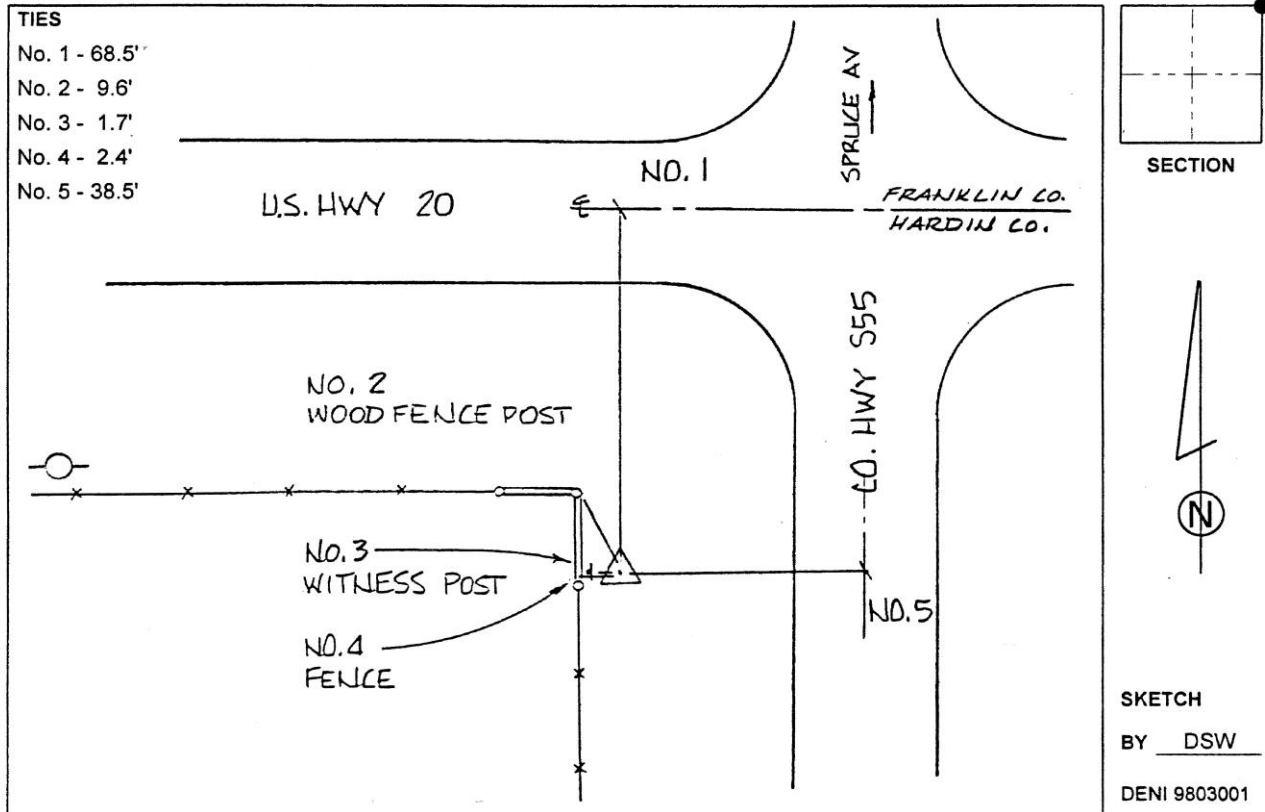 TIES
No. 1 - 68.5'
No. 2 - 9.6'
No. 3 - 1.7'
No. 4 - 2.4'
No. 5 - 38.5'
NO. 1
SPRUCE AV
U.S. HWY 20
℄
FRANKLIN CO.
HARDIN CO.
CO. HWY S55
NO. 2
WOOD FENCE POST
NO. 3
WITNESS POST
NO. 4
FENCE
NO. 5
SECTION
N
SKETCH
BY DSW
DENI 9803001